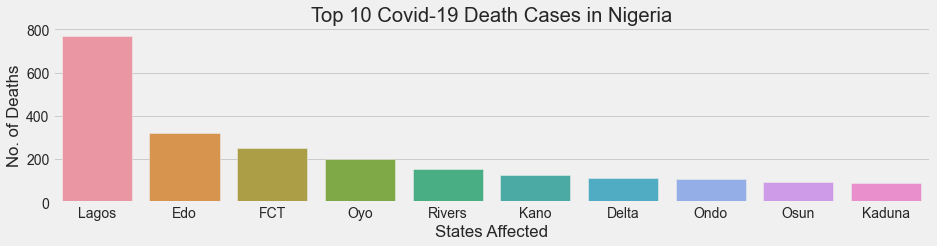 Top 10 Covid-19 Death Cases in Nigeria
No. of Deaths
800
600
400
200
0
Lagos Edo FCT Oyo Rivers Kano Delta Ondo Osun Kaduna
States Affected